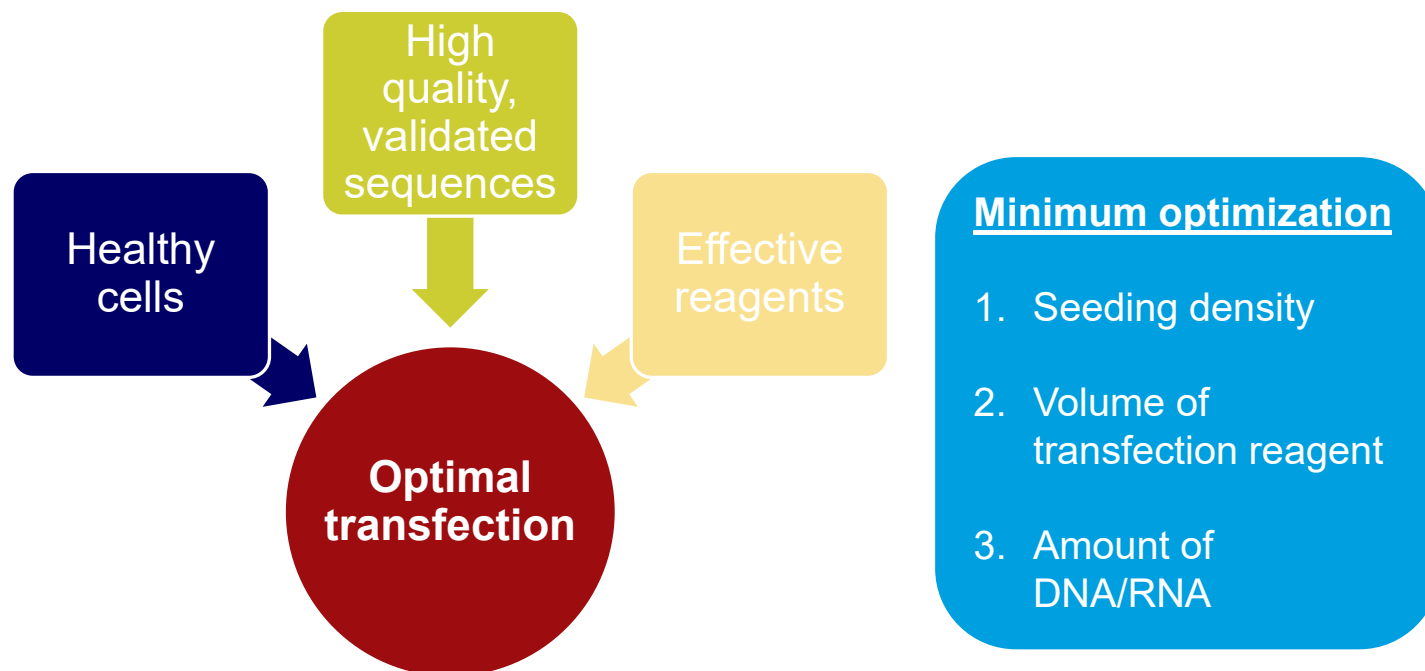 High
quality,
validated
sequences
Healthy
cells
Effective
reagents
Optimal
transfection
Minimum optimization
1. Seeding density
2. Volume of
transfection reagent
3. Amount of
DNA/RNA